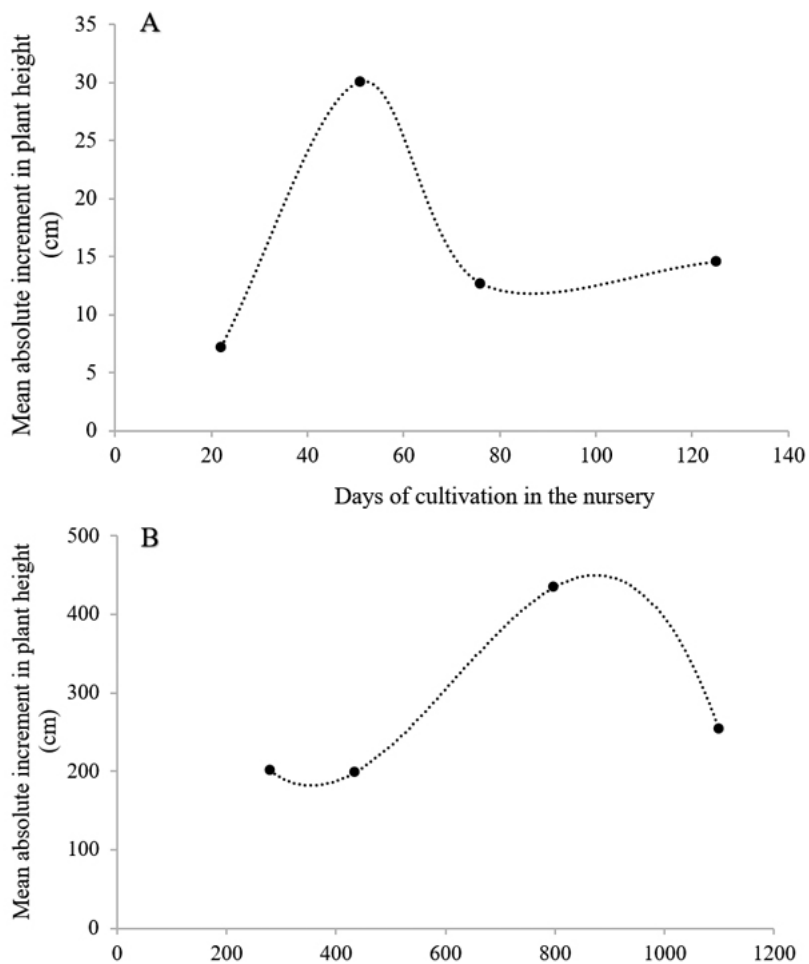 A
Mean absolute increment in plant height
(cm)
35
30
25
20
15
10
5
0
0 20 40 60 80 100 120 140
Days of cultivation in the nursery
B
Mean absolute increment in plant height
(cm)
500
400
300
200
100
0
0 200 400 600 800 1000 1200